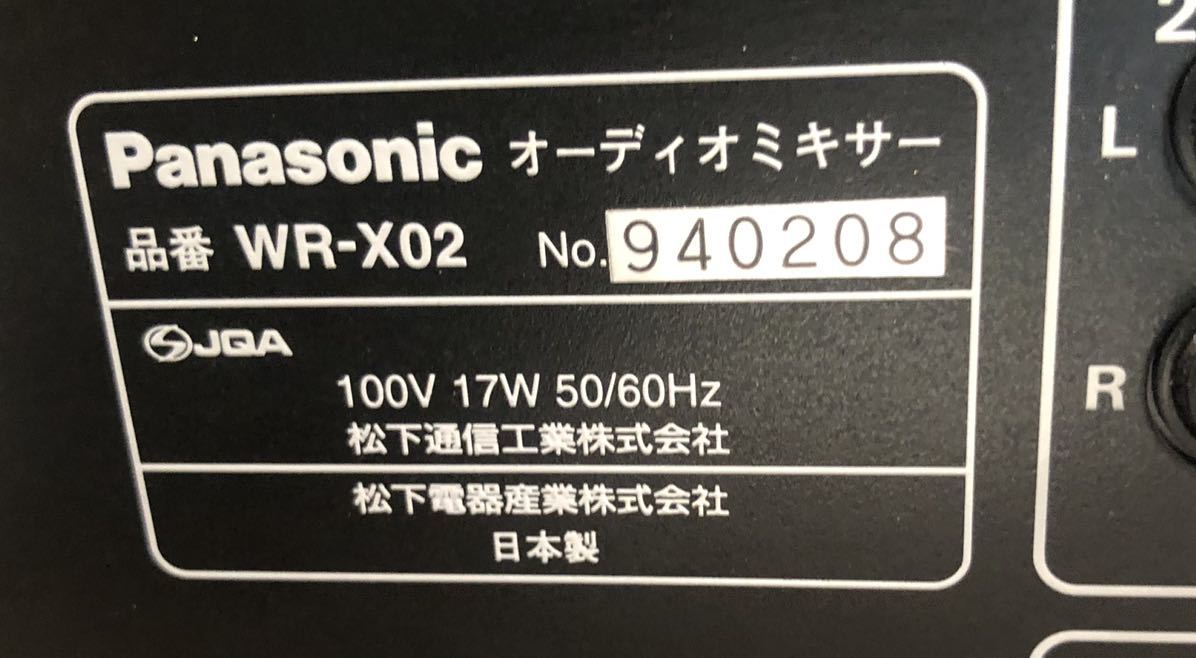 Panasonic オーディオミキサー
品番 WR-X02 No. 940208
JQA
100V 17W 50/60Hz
松下通信工業株式会社
松下電器産業株式会社
日本製
2
L
R